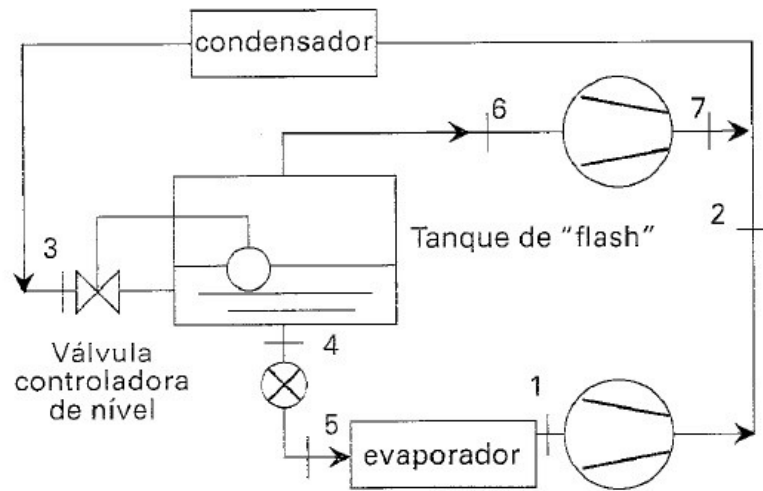 condensador
6
7
Tanque de “flash”
2
3
Válvula
controladora
de nível
4
1
5
evaporador